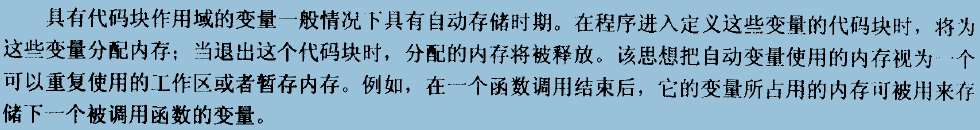 具有代码块作用域的变量一般情况下具有自动存储时期。在程序进入定义这些变量的代码块时，将为
这些变量分配内存；当退出这个代码块时，分配的内存将被释放。该思想把自动变量使用的内存视为一个
可以重复使用的工作区或者暂存内存。例如，在一个函数调用结束后，它的变量所占用的内存可被用来存
储下一个被调用函数的变量。